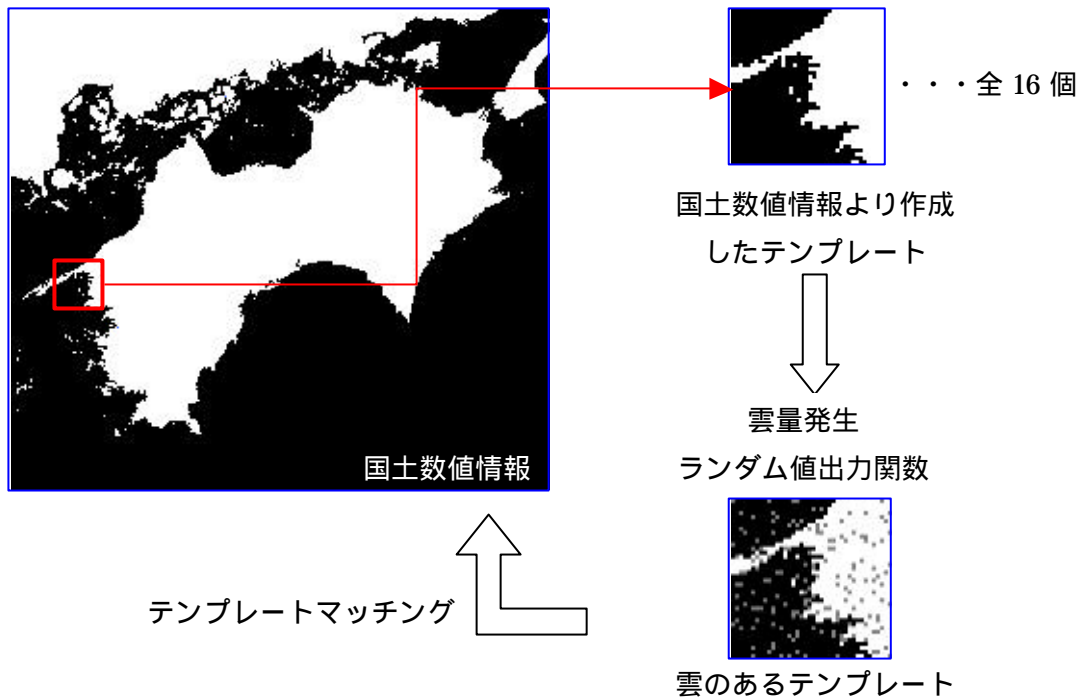 ・・・全 16 個
国土数値情報より作成
したテンプレート
雲量発生
ランダム値出力関数
国土数値情報
テンプレートマッチング
雲のあるテンプレート